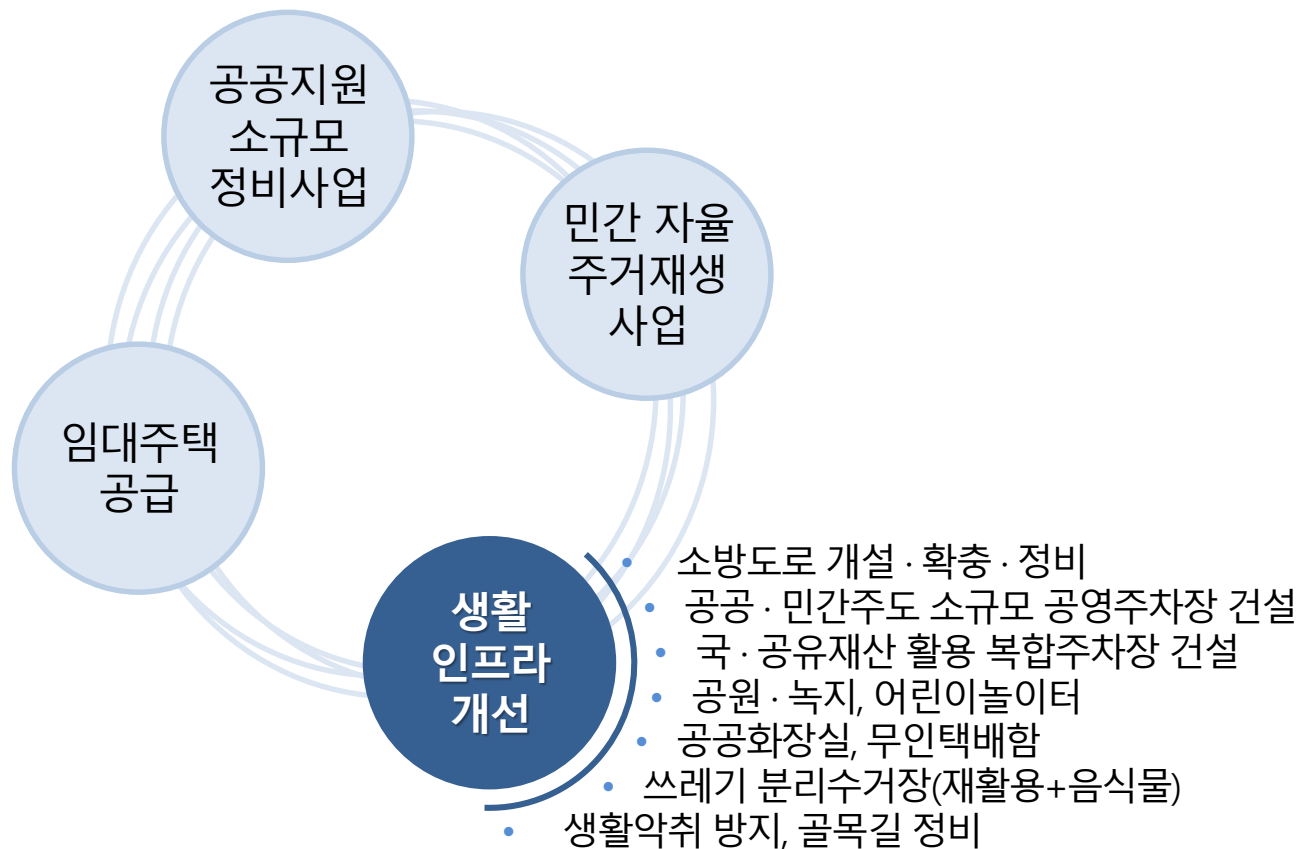 공공지원
소규모
정비사업
민간 자율
주거재생
사업
임대주택
공급
생활
인프라
개선
• 소방도로 개설 · 확충 · 정비
• 공공 · 민간주도 소규모 공영주차장 건설
• 국 · 공유재산 활용 복합주차장 건설
• 공원 · 녹지, 어린이놀이터
• 공공화장실, 무인택배함
• 쓰레기 분리수거장(재활용+음식물)
• 생활악취 방지, 골목길 정비